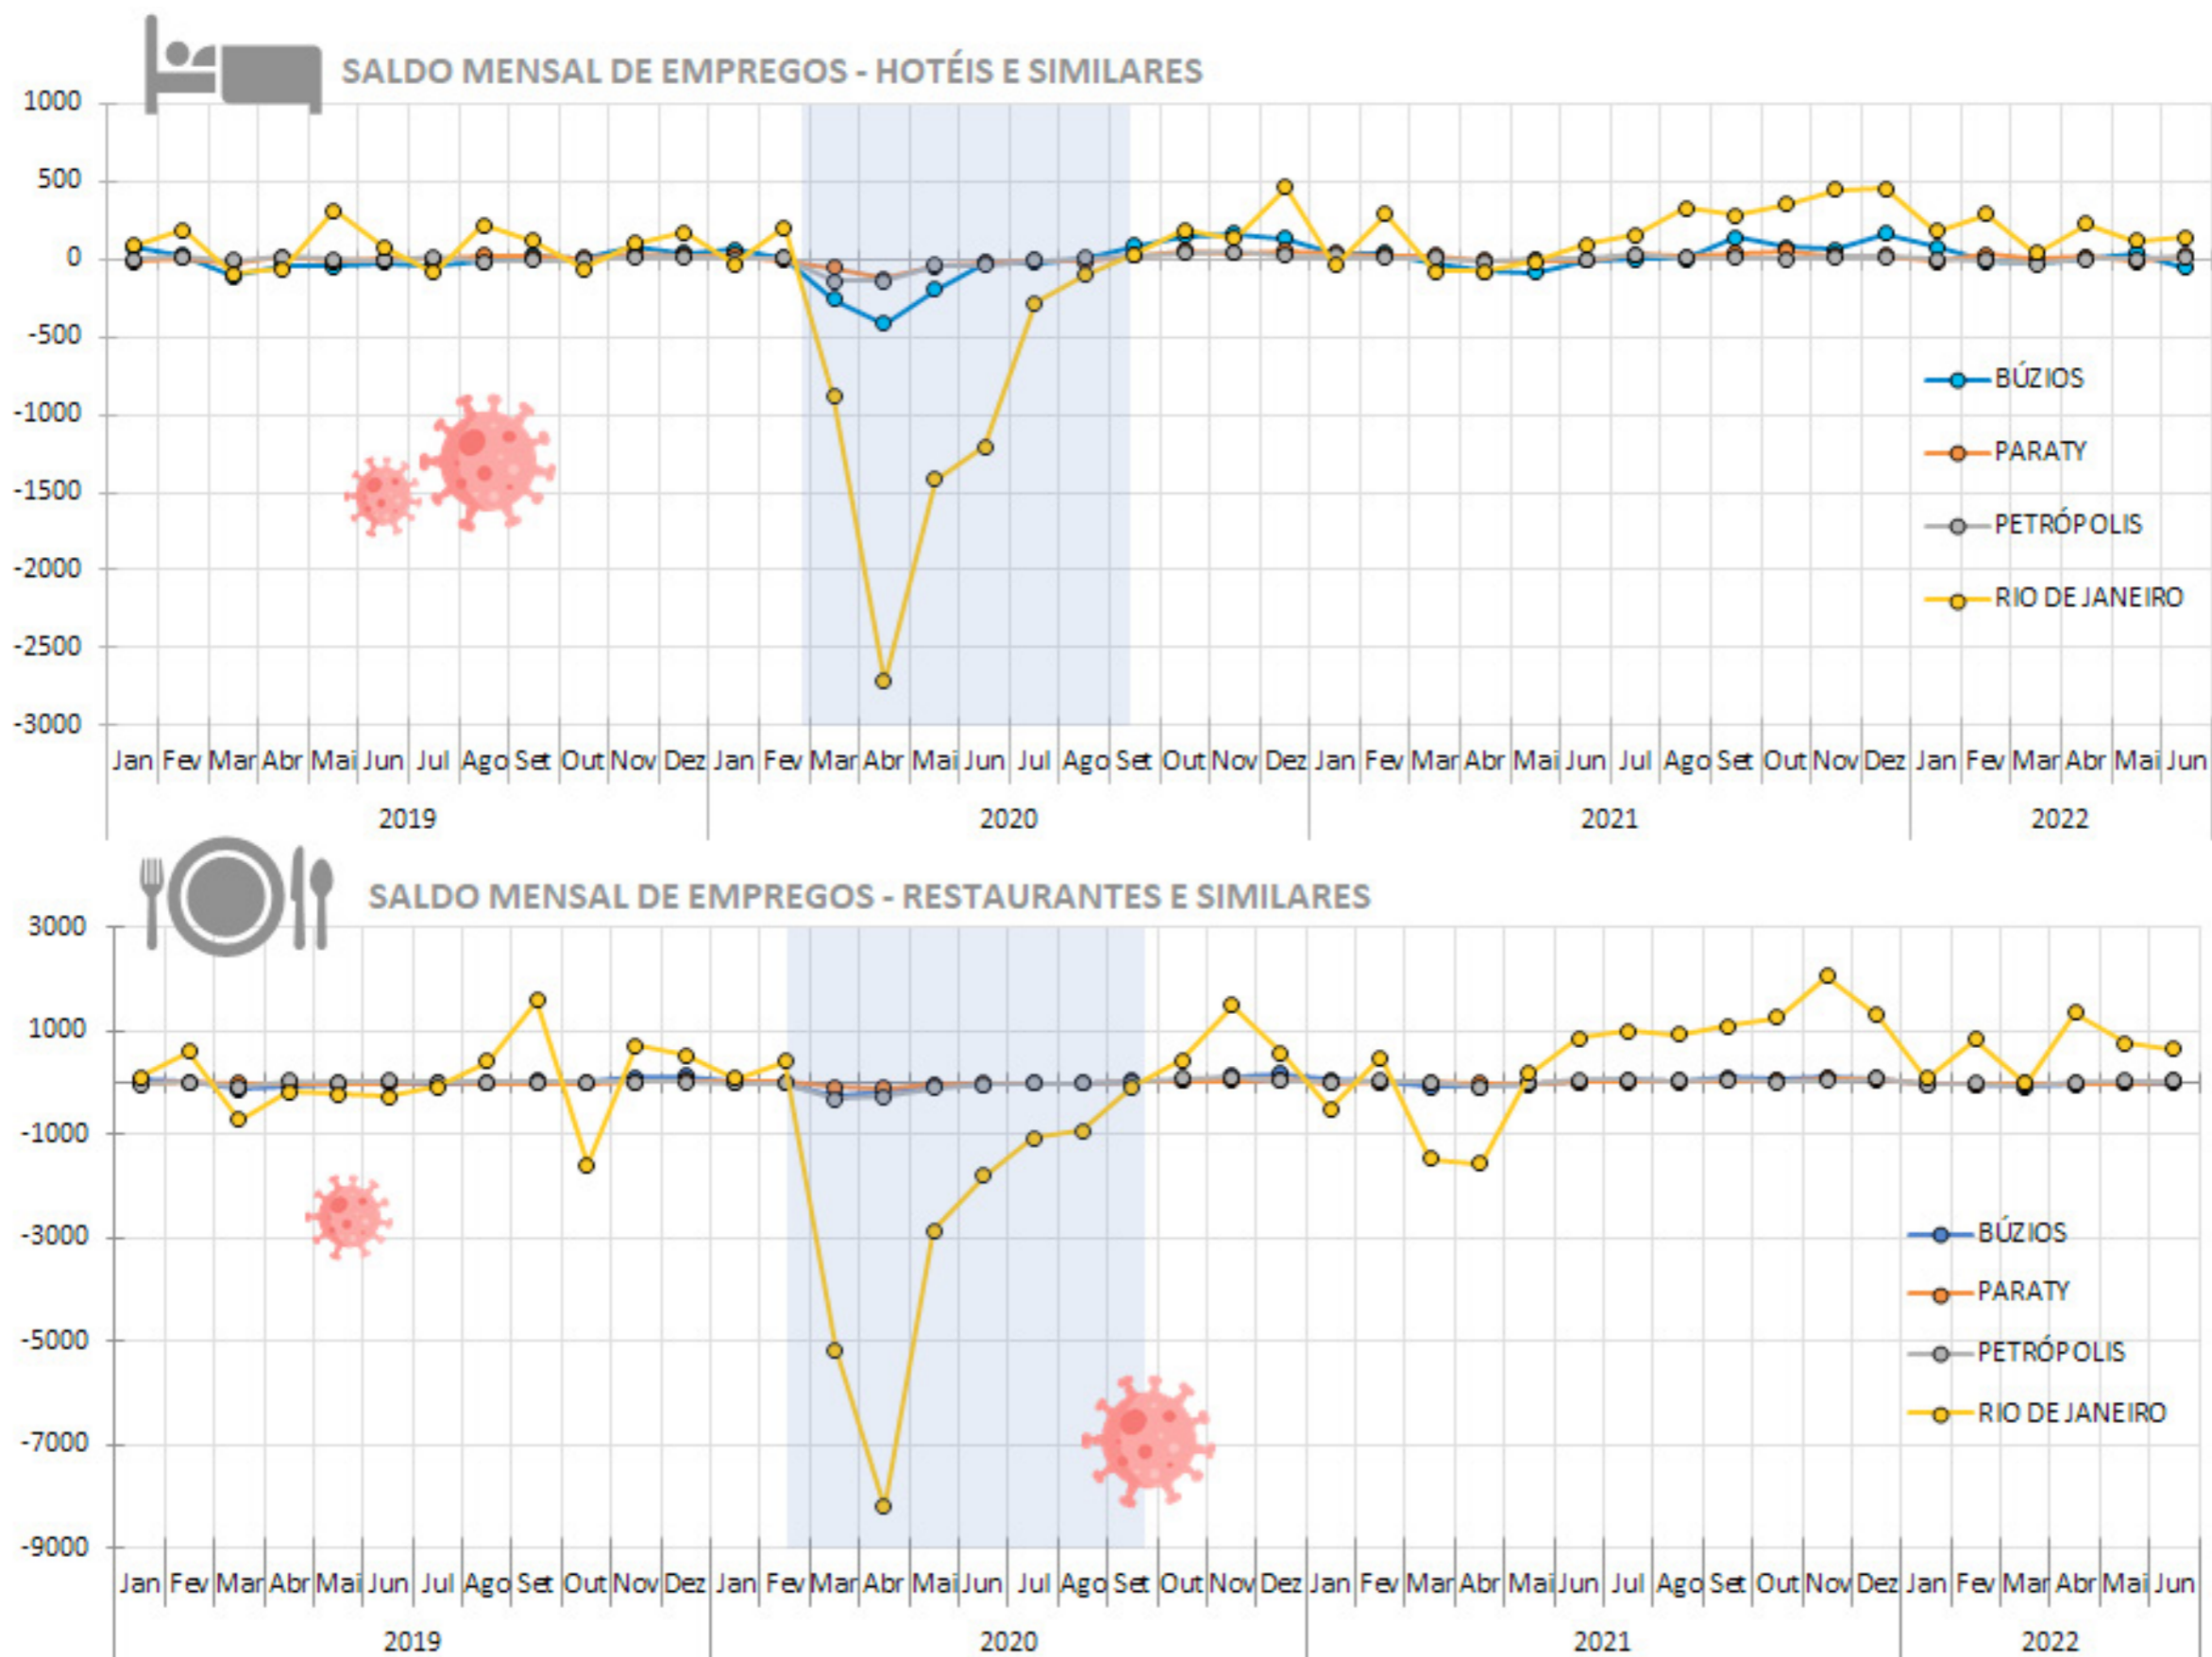 SALDO MENSAL DE EMPREGOS - HOTÉIS E SIMILARES
1000
500
0
-500
-1000
-1500
-2000
-2500
-3000
BÚZIOS
PARATY
PETRÓPOLIS
RIO DE JANEIRO
Jan Fev Mar Abr Mai Jun Jul Ago Set Out Nov Dez Jan Fev Mar Abr Mai Jun Jul Ago Set Out Nov Dez Jan Fev Mar Abr Mai Jun Jul Ago Set Out Nov Dez Jan Fev Mar Abr Mai Jun
2019 2020 2021 2022
SALDO MENSAL DE EMPREGOS - RESTAURANTES E SIMILARES
3000
1000
-1000
-3000
-5000
-7000
-9000
BÚZIOS
PARATY
PETRÓPOLIS
RIO DE JANEIRO
Jan Fev Mar Abr Mai Jun Jul Ago Set Out Nov Dez Jan Fev Mar Abr Mai Jun Jul Ago Set Out Nov Dez Jan Fev Mar Abr Mai Jun Jul Ago Set Out Nov Dez Jan Fev Mar Abr Mai Jun
2019 2020 2021 2022